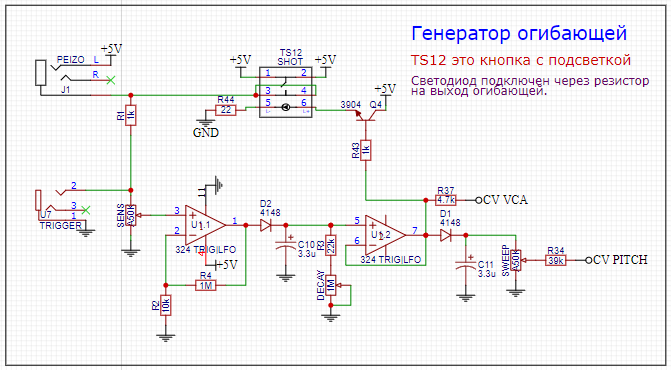 Генератор огибающей
TS12 это кнопка с подсветкой
Светодиод подключен через резистор
на выход огибающей.
PEIZO L
+5V
R
J1
TS12
SHOT
+5V
+5V
1 2
3 4
5 6
R44
22
GND
3904 Q4
+5V
R1
1k
R43
1k
R37
4.7k
CV VCA
2
3
1
U7
TRIGGER
SENS
A50K
11
3
2
1
U1.1
324 TRIG\LFO
+5V
R4
1M
R2
10k
D2
4148
C10
3.3u
R3
22k
DECAY
1M
5
6
7
324 TRIG\LFO
D1
4148
C11
3.3u
SWEEP
R34
39k
CV PITCH